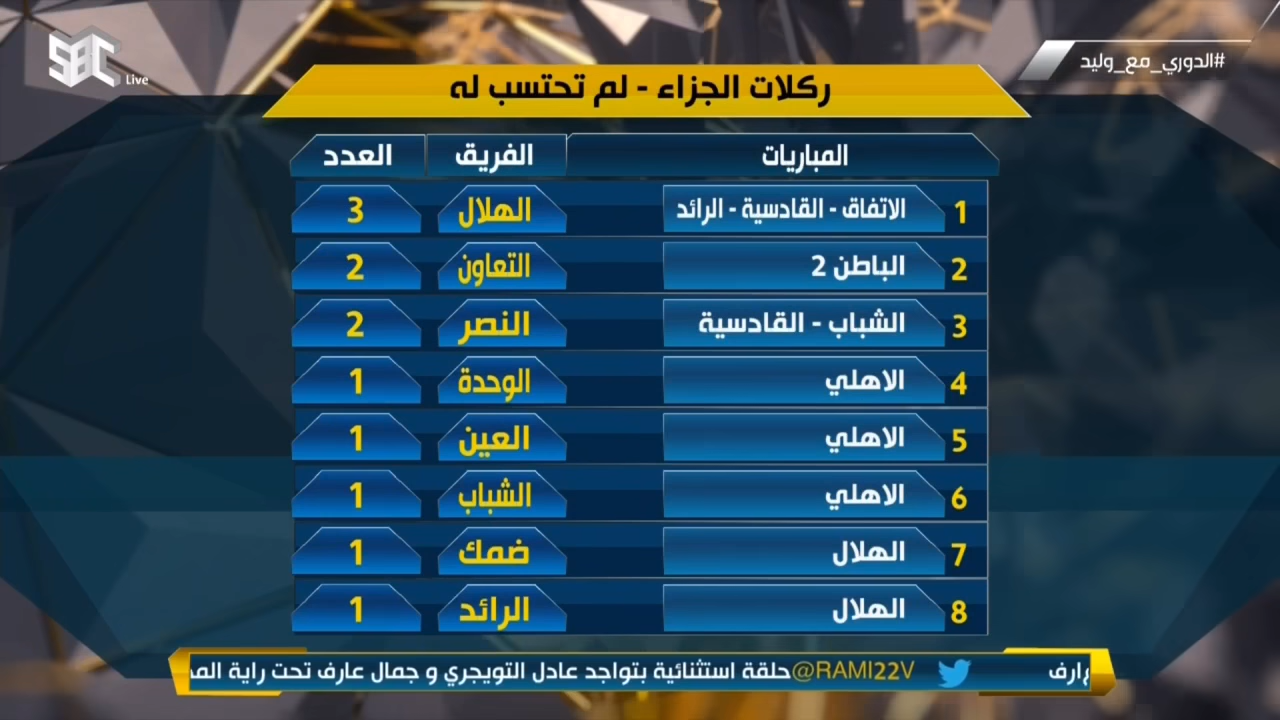 SBC Live
#الدوري_مع_وليد
ركلات الجزاء - لم تحتسب له
المباريات الفريق العدد
1 الاتفاق - القادسية - الرائد الهلال 3
2 الباطن 2 التعاون 2
3 الشباب - القادسية النصر 2
4 الاهلي الوحدة 1
5 الاهلي العين 1
6 الاهلي الشباب 1
7 الهلال ضمك 1
8 الهلال الرائد 1
@RAMI22V حلقة استثنائية بتواجد عادل التويجري و جمال عارف تحت راية